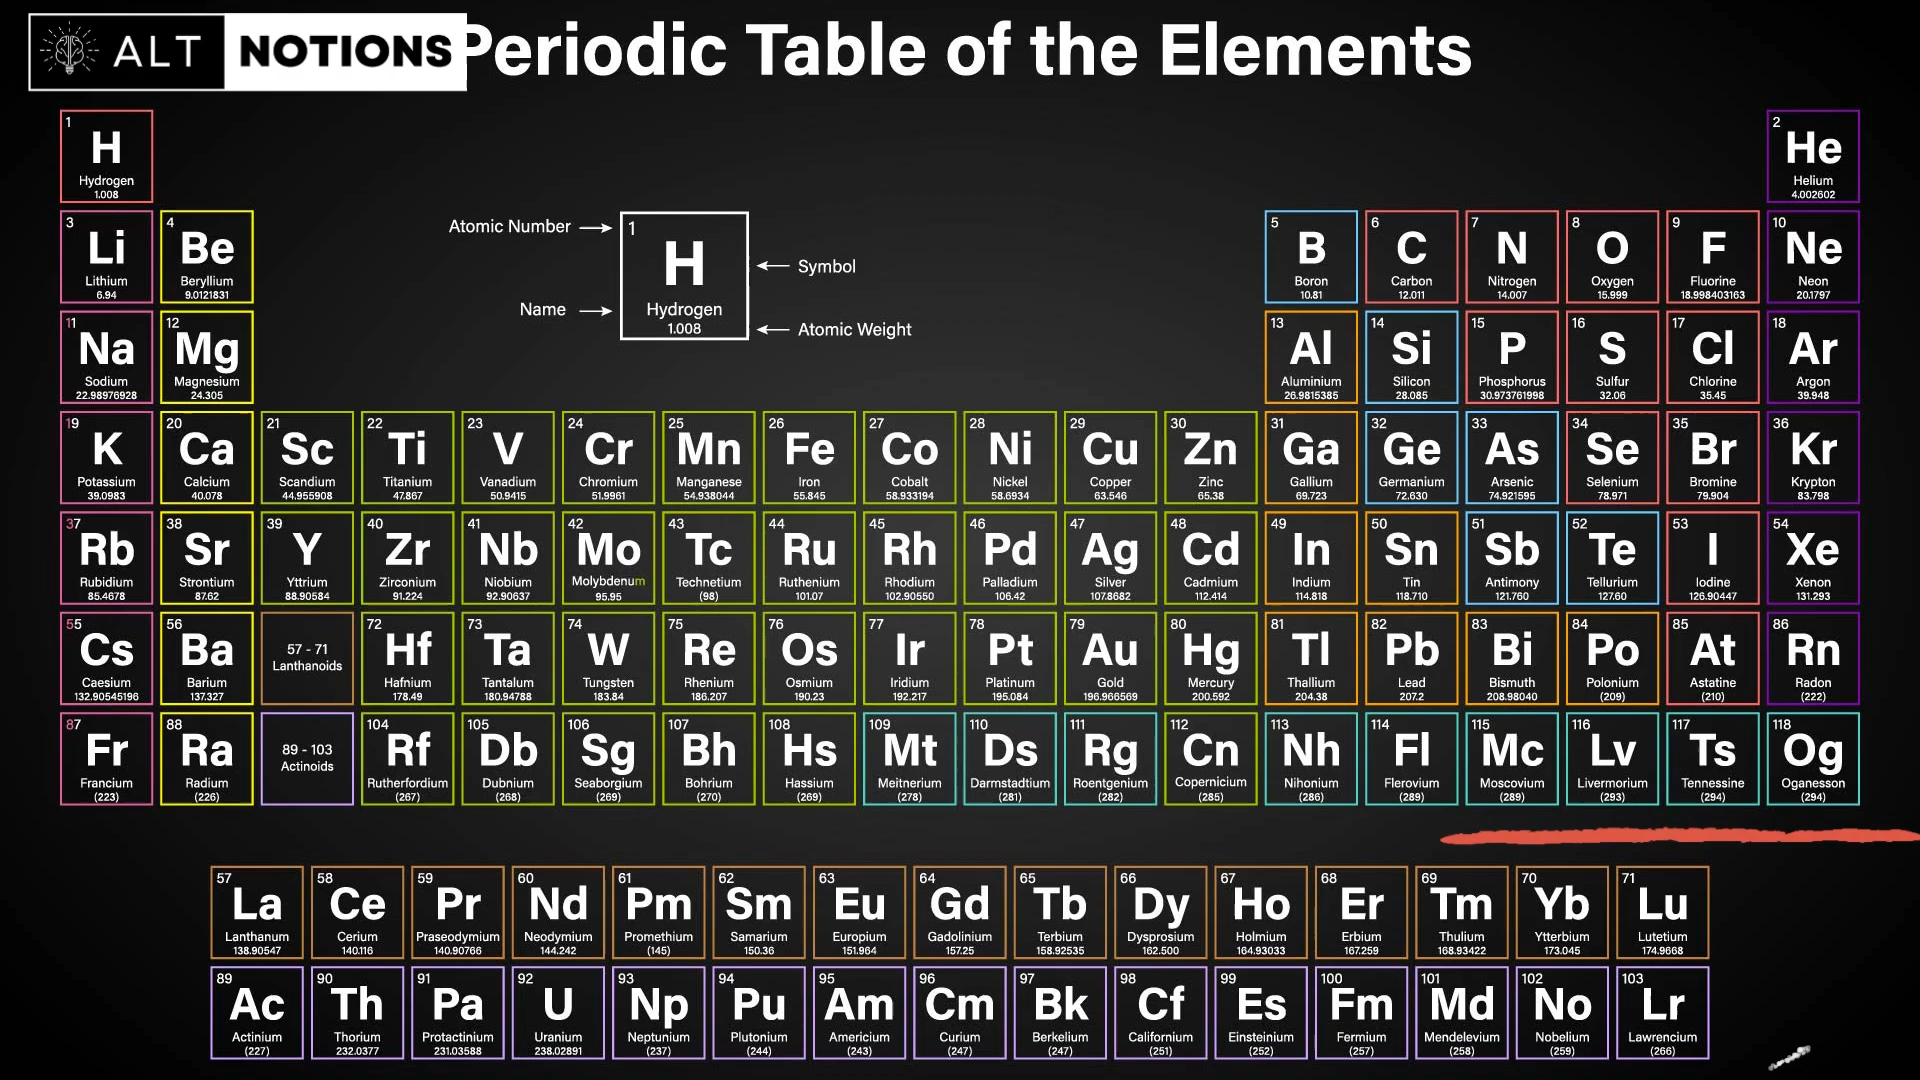 ALT NOTIONS Periodic Table of the Elements
1 H Hydrogen 1.008
2 He Helium 4.002602
Atomic Number
1 H Hydrogen 1.008
Symbol
Name
Atomic Weight
3 Li Lithium 6.94
4 Be Beryllium 9.0121831
5 B Boron 10.81
6 C Carbon 12.011
7 N Nitrogen 14.007
8 O Oxygen 15.999
9 F Fluorine 18.998403163
10 Ne Neon 20.1797
11 Na Sodium 22.98976928
12 Mg Magnesium 24.305
13 Al Aluminium 26.9815385
14 Si Silicon 28.085
15 P Phosphorus 30.973761998
16 S Sulfur 32.06
17 Cl Chlorine 35.45
18 Ar Argon 39.948
19 K Potassium 39.0983
20 Ca Calcium 40.078
21 Sc Scandium 44.955908
22 Ti Titanium 47.867
23 V Vanadium 50.9415
24 Cr Chromium 51.9961
25 Mn Manganese 54.938044
26 Fe Iron 55.845
27 Co Cobalt 58.933194
28 Ni Nickel 58.6934
29 Cu Copper 63.546
30 Zn Zinc 65.38
31 Ga Gallium 69.723
32 Ge Germanium 72.630
33 As Arsenic 74.921595
34 Se Selenium 78.971
35 Br Bromine 79.904
36 Kr Krypton 83.798
37 Rb Rubidium 85.4678
38 Sr Strontium 87.62
39 Y Yttrium 88.90584
40 Zr Zirconium 91.224
41 Nb Niobium 92.90637
42 Mo Molybdenum 95.95
43 Tc Technetium (98)
44 Ru Ruthenium 101.07
45 Rh Rhodium 102.90550
46 Pd Palladium 106.42
47 Ag Silver 107.8682
48 Cd Cadmium 112.414
49 In Indium 114.818
50 Sn Tin 118.710
51 Sb Antimony 121.760
52 Te Tellurium 127.60
53 I Iodine 126.90447
54 Xe Xenon 131.293
55 Cs Caesium 132.90545196
56 Ba Barium 137.327
57 - 71 Lanthanoids
72 Hf Hafnium 178.49
73 Ta Tantalum 180.94788
74 W Tungsten 183.84
75 Re Rhenium 186.207
76 Os Osmium 190.23
77 Ir Iridium 192.217
78 Pt Platinum 195.084
79 Au Gold 196.966569
80 Hg Mercury 200.592
81 Tl Thallium 204.38
82 Pb Lead 207.2
83 Bi Bismuth 208.98040
84 Po Polonium (209)
85 At Astatine (210)
86 Rn Radon (222)
87 Fr Francium (223)
88 Ra Radium (226)
89 - 103 Actinoids
104 Rf Rutherfordium (267)
105 Db Dubnium (268)
106 Sg Seaborgium (269)
107 Bh Bohrium (270)
108 Hs Hassium (269)
109 Mt Meitnerium (278)
110 Ds Darmstadtium (281)
111 Rg Roentgenium (282)
112 Cn Copernicium (285)
113 Nh Nihonium (286)
114 Fl Flerovium (289)
115 Mc Moscovium (289)
116 Lv Livermorium (293)
117 Ts Tennessine (294)
118 Og Oganesson (294)
57 La Lanthanum 138.90547
58 Ce Cerium 140.116
59 Pr Praseodymium 140.90766
60 Nd Neodymium 144.242
61 Pm Promethium (145)
62 Sm Samarium 150.36
63 Eu Europium 151.964
64 Gd Gadolinium 157.25
65 Tb Terbium 158.92535
66 Dy Dysprosium 162.500
67 Ho Holmium 164.93033
68 Er Erbium 167.259
69 Tm Thulium 168.93422
70 Yb Ytterbium 173.045
71 Lu Lutetium 174.9668
89 Ac Actinium (227)
90 Th Thorium 232.0377
91 Pa Protactinium 231.03588
92 U Uranium 238.02891
93 Np Neptunium (237)
94 Pu Plutonium (244)
95 Am Americium (243)
96 Cm Curium (247)
97 Bk Berkelium (247)
98 Cf Californium (251)
99 Es Einsteinium (252)
100 Fm Fermium (257)
101 Md Mendelevium (258)
102 No Nobelium (259)
103 Lr Lawrencium (266)